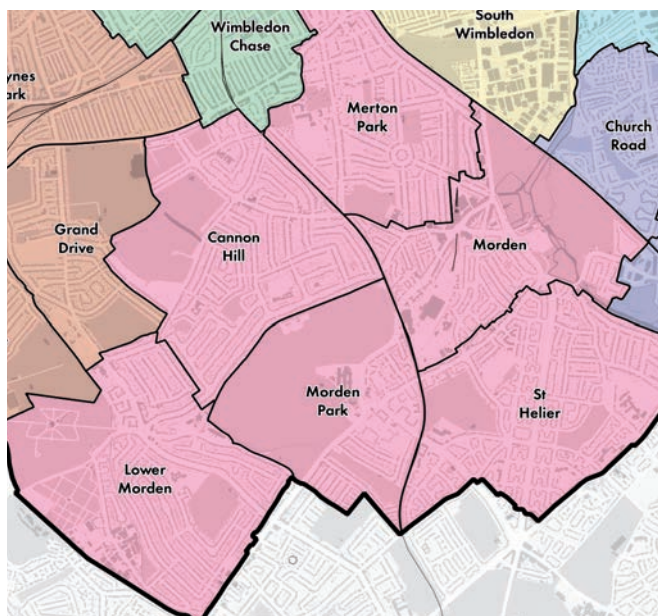 South
Wimbledon
Wimbledon
Chase
ynes
ark
Merton
Park
Church
Road
Grand
Drive
Cannon
Hill
Morden
Morden
Park
St
Helier
Lower
Morden